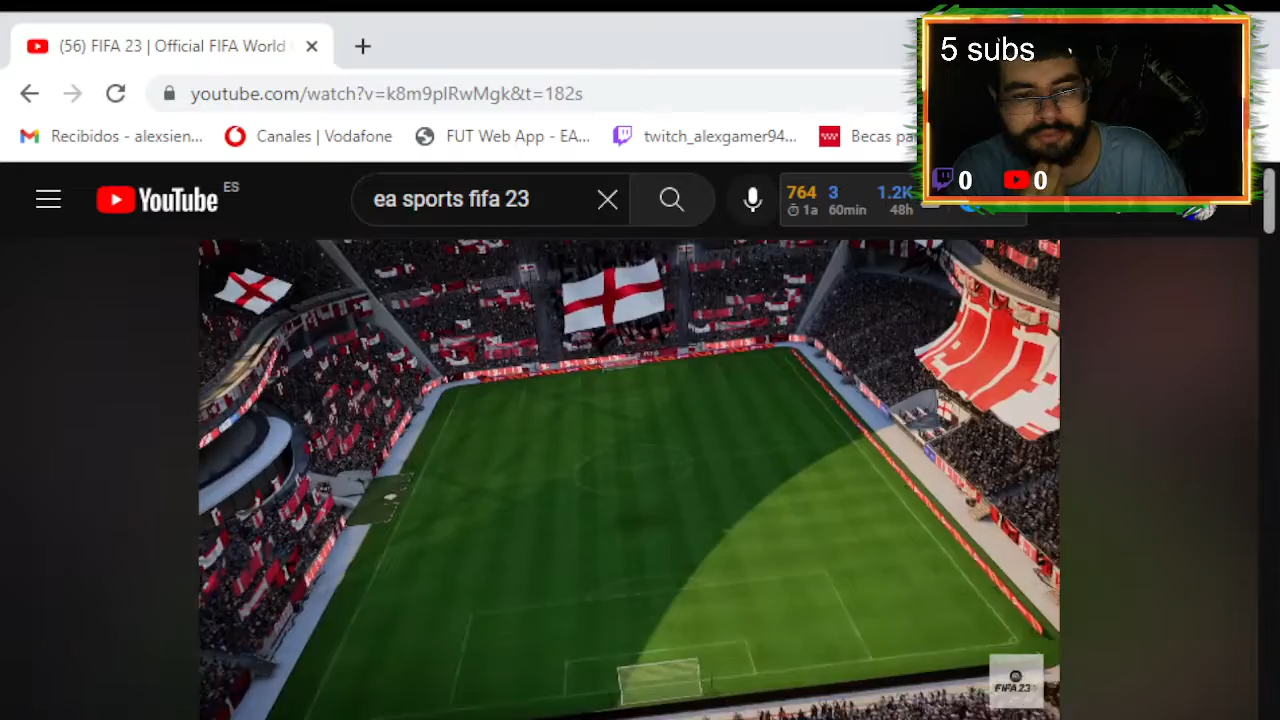 (56) FIFA 23 | Official FIFA World
5 subs
youtube.com/watch?v=k8m9plRwMgk&t=182s
Recibidos - alexsien...
Canales | Vodafone
FUT Web App - EA...
twitch_alexgamer94...
Becas pa
0
0
YouTube
ES
ea sports fifa 23
764
3
1.2K
1a
60min
48h
FIFA 23